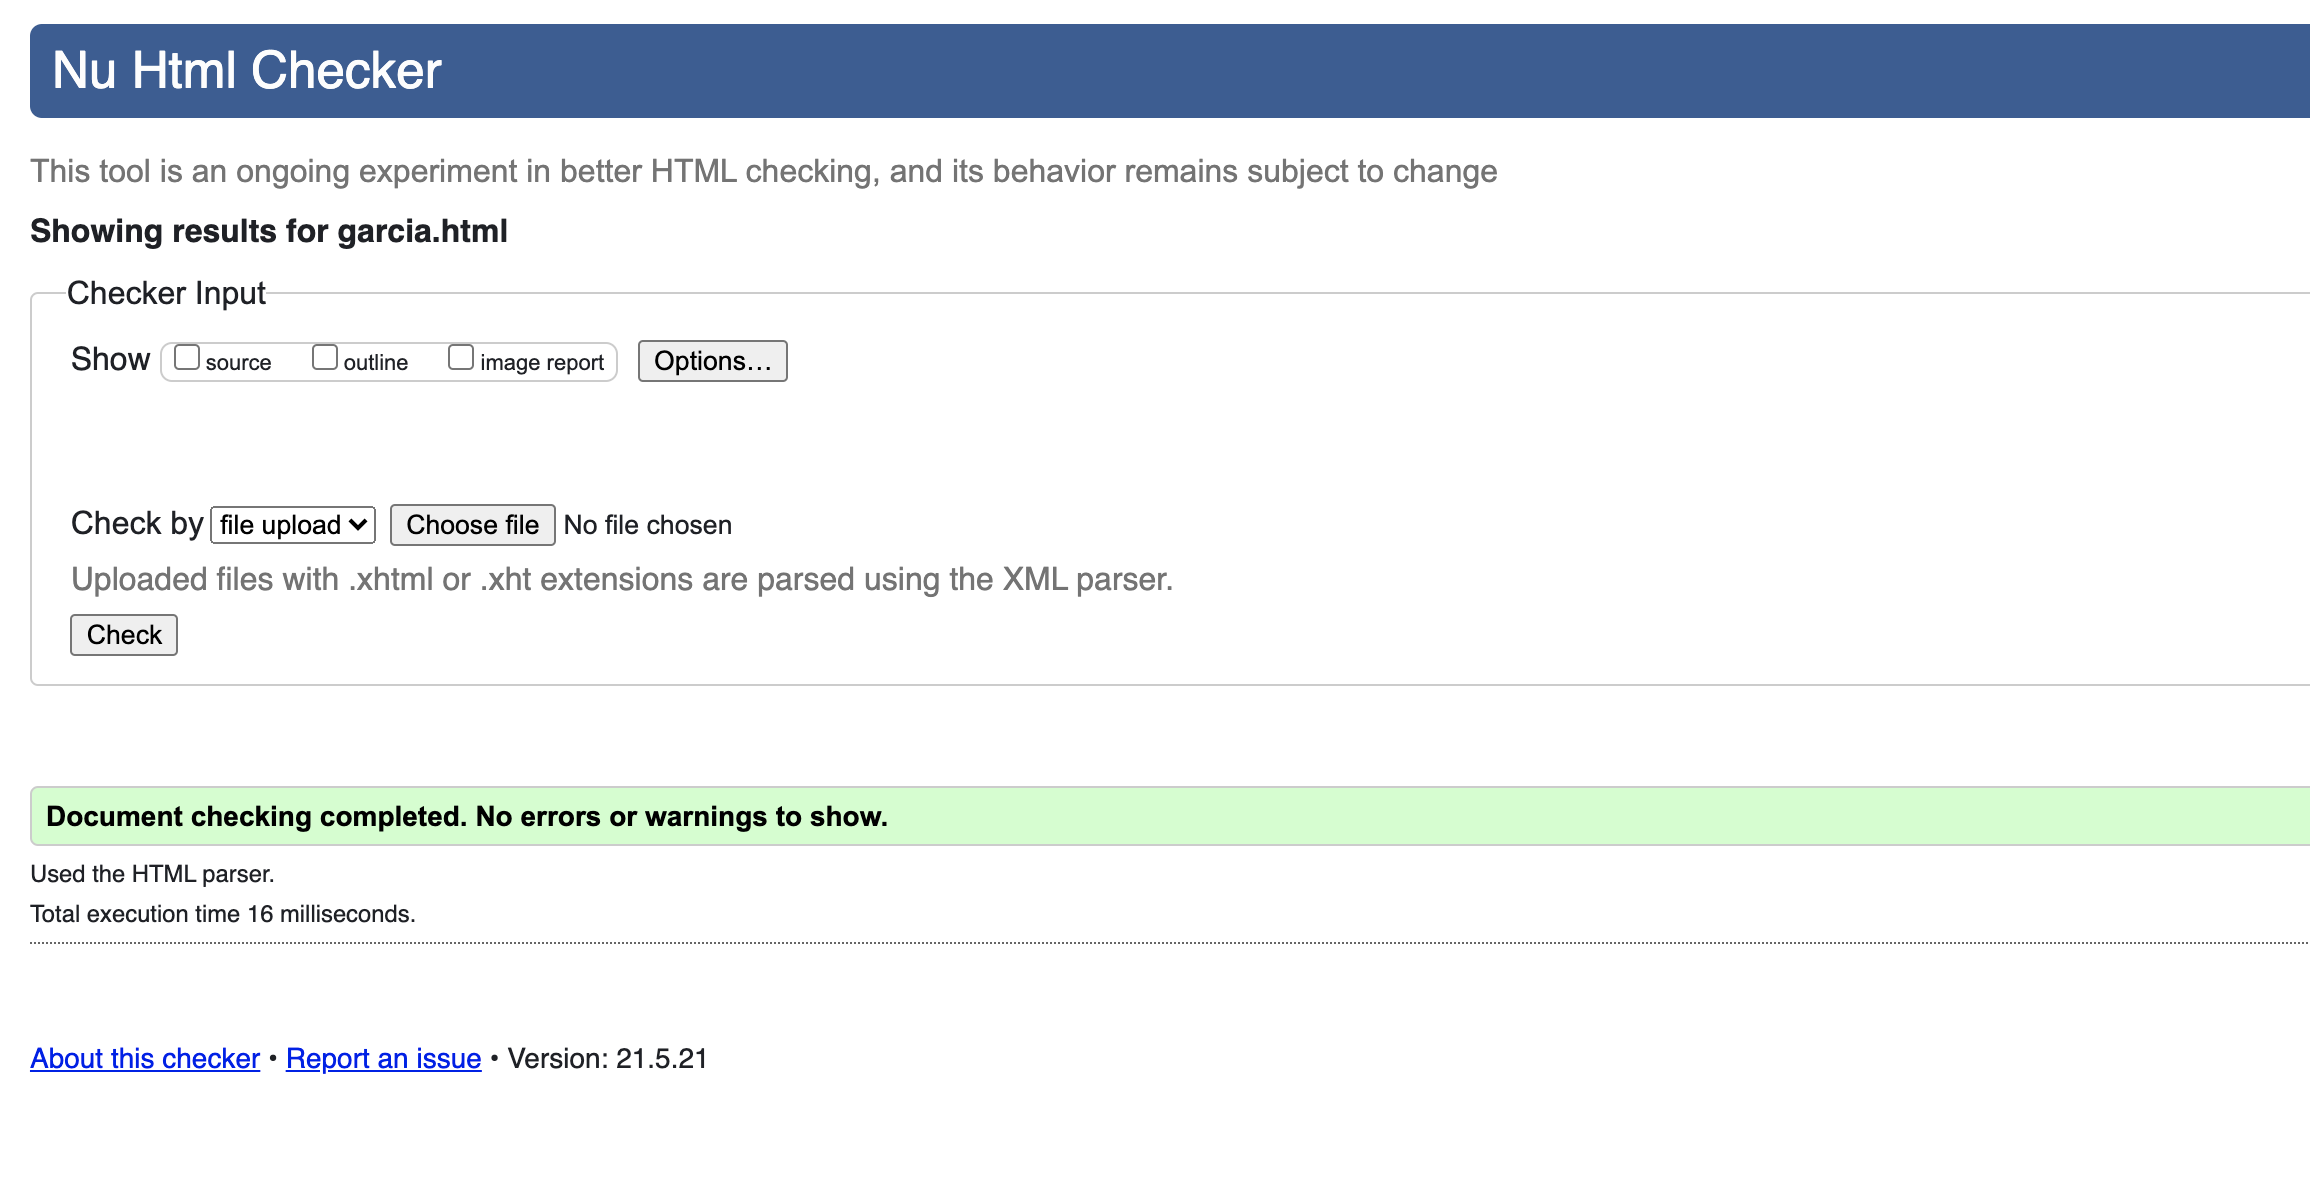 Nu Html Checker
This tool is an ongoing experiment in better HTML checking, and its behavior remains subject to change
Showing results for garcia.html
Checker Input
Show source outline image report Options…
Check by file upload Choose file No file chosen
Uploaded files with .xhtml or .xht extensions are parsed using the XML parser.
Check
Document checking completed. No errors or warnings to show.
Used the HTML parser.
Total execution time 16 milliseconds.
About this checker • Report an issue • Version: 21.5.21